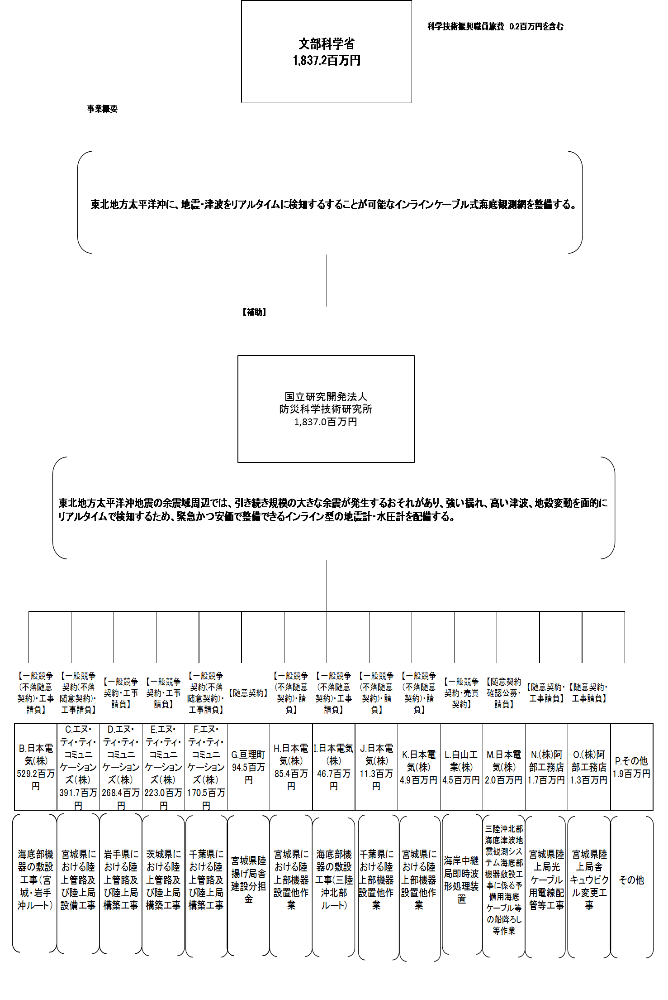 文部科学省
1,837.2百万円
科学技術振興職員旅費　0.2百万円を含む
事業概要
東北地方太平洋沖に、地震・津波をリアルタイムに検知するすることが可能なインラインケーブル式海底観測網を整備する。
【補助】
国立研究開発法人
防災科学技術研究所
1,837.0百万円
東北地方太平洋沖地震の余震域周辺では、引き続き規模の大きな余震が発生するおそれがあり、強い揺れ、高い津波、地殻変動を面的に
リアルタイムで検知するため、緊急かつ安価で整備できるインライン型の地震計・水圧計を配備する。
【一般競争
(不落随意
契約)・工事
請負】
【一般競争
契約(不落
随意契約)・
工事請負】
【一般競争
契約・工事
請負】
【一般競争
契約・工事
請負】
【一般競争
契約(不落
随意契約)・
工事請負】
【随意契約】
【一般競争
(不落随意
契約)・請
負】
【一般競争
(不落随意
契約)・工事
請負】
【一般競争
(不落随意
契約)・請
負】
【一般競争
(不落随意
契約)・請
負】
【一般競争
契約・売買
契約】
【随意契約
確認公募・
請負】
【随意契約・
工事請負】
【随意契約・
工事請負】
B.日本電
気(株)
529.2百万
円
C.エヌ・
ティ・ティ・
コミュニ
ケーション
ズ(株)
391.7百万
円
D.エヌ・
ティ・ティ・
コミュニ
ケーション
ズ(株)
268.4百万
円
E.エヌ・
ティ・ティ・
コミュニ
ケーション
ズ(株)
223.0百万
円
F.エヌ・
ティ・ティ・
コミュニ
ケーション
ズ(株)
170.5百万
円
G.亘理町
94.5百万
円
H.日本電
気(株)
85.4百万
円
I.日本電気
(株)
46.7百万
円
J.日本電
気(株)
11.3百万
円
K.日本電
気(株)
4.9百万円
L.白山工
業(株)
4.5百万円
M.日本電
気(株)
2.0百万円
N.(株)阿
部工務店
1.7百万円
O.(株)阿
部工務店
1.3百万円
P.その他
1.9百万円
海底部機
器の敷設
工事(宮
城・岩手
沖ルート)
宮城県に
おける陸
上管路及
び陸上局
設備工事
岩手県に
おける陸
上管路及
び陸上局
構築工事
茨城県に
おける陸
上管路及
び陸上局
構築工事
千葉県に
おける陸
上管路及
び陸上局
構築工事
宮城県陸
揚げ局舎
建設分担
金
宮城県に
おける陸
上部機器
設置他作
業
海底部機
器の敷設
工事(三陸
沖北部
ルート)
千葉県に
おける陸
上部機器
設置他作
業
宮城県に
おける陸
上部機器
設置他作
業
海岸中継
局即時波
形処理装
置
三陸沖北部
海底津波地
震観測シス
テム海底部
機器敷設工
事に係る予
備用海底
ケーブル等
の船降ろし
等作業
宮城県陸
上局光
ケーブル
用電線配
管等工事
宮城県陸
上局舎
キュウピク
ル変更工
事
その他